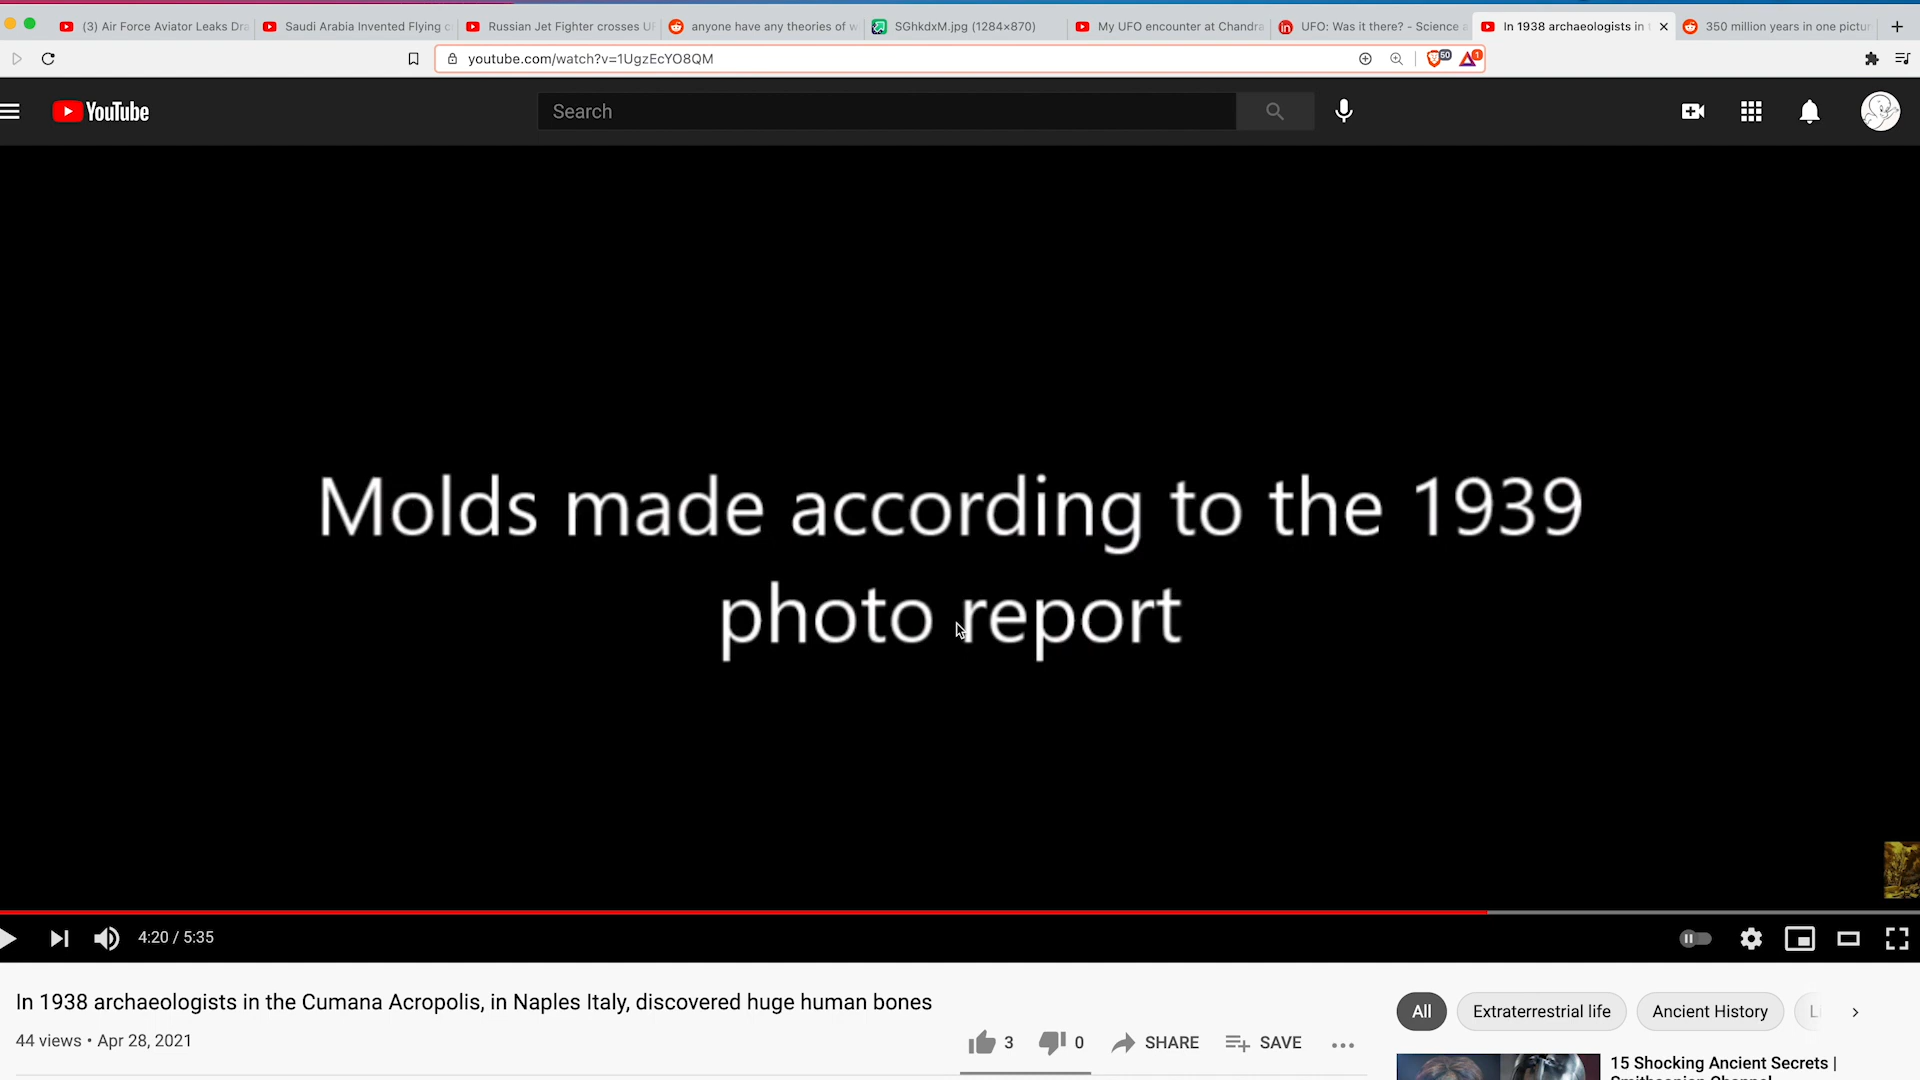 (3) Air Force Aviator Leaks Dra
Saudi Arabia Invented Flying c
Russian Jet Fighter crosses UF
anyone have any theories of w
SGhkdxM.jpg (1284×870)
My UFO encounter at Chandra
UFO: Was it there? - Science a
In 1938 archaeologists in
350 million years in one pictur
youtube.com/watch?v=1UgzEcYO8QM
50
1
YouTube
Search
Molds made according to the 1939
photo report
4:20 / 5:35
In 1938 archaeologists in the Cumana Acropolis, in Naples Italy, discovered huge human bones
44 views • Apr 28, 2021
3
0
SHARE
SAVE
All
Extraterrestrial life
Ancient History
15 Shocking Ancient Secrets |